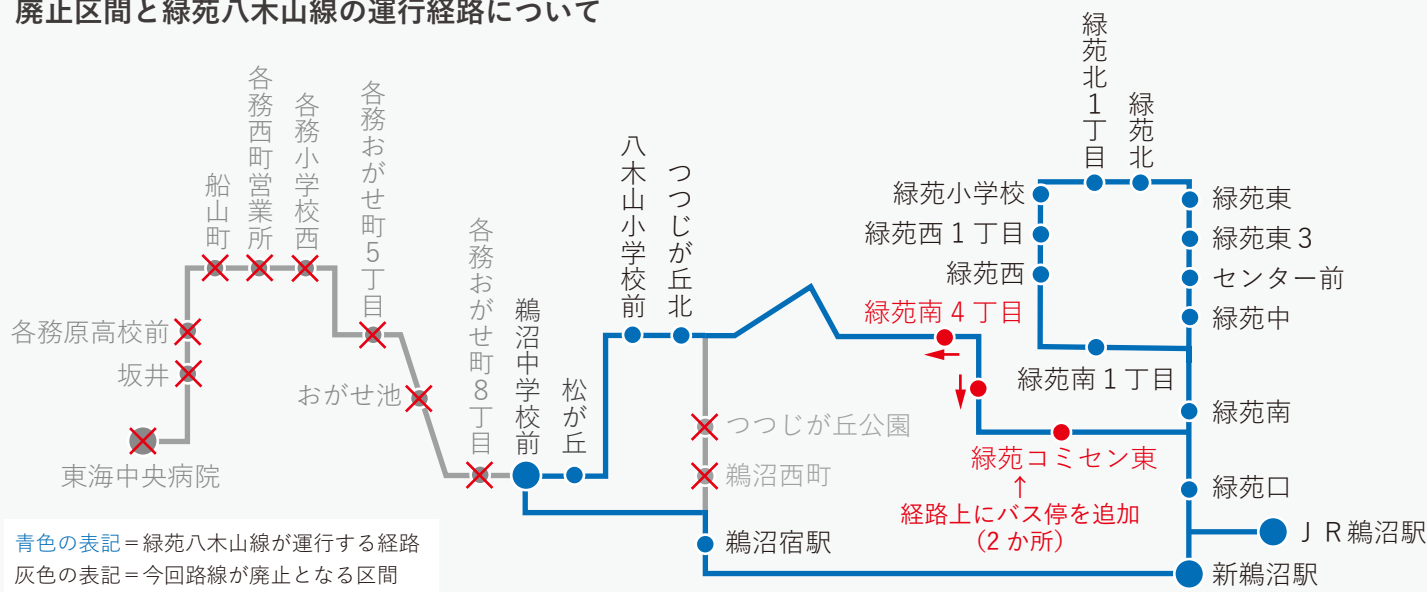 廃止区間と緑苑八木山線の運行経路について
各務原高校前
坂井
東海中央病院
船山町
各務西町営業所
各務小学校西
各務おがせ町5丁目
おがせ池
各務おがせ町8丁目
鵜沼中学校前
松が丘
八木山小学校前
つつじが丘北
つつじが丘公園
鵜沼西町
鵜沼宿駅
緑苑北1丁目
緑苑北
緑苑小学校
緑苑西1丁目
緑苑西
緑苑南4丁目
緑苑南1丁目
緑苑東
緑苑東3
センター前
緑苑中
緑苑南
緑苑コミセン東
↑
経路上にバス停を追加
(2か所)
緑苑口
JR鵜沼駅
新鵜沼駅
青色の表記=緑苑八木山線が運行する経路
灰色の表記=今回路線が廃止となる区間